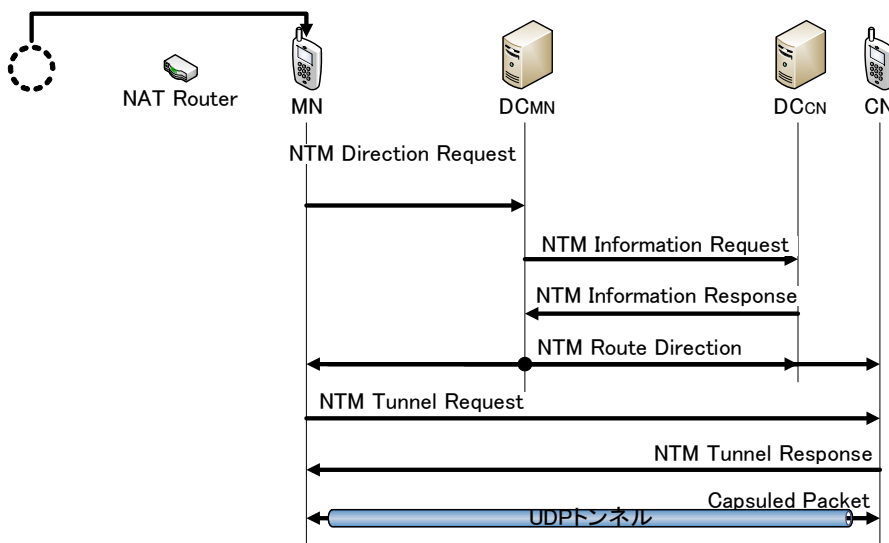 NAT Router
MN
DCMN
DCCN
CN
NTM Direction Request
NTM Information Request
NTM Information Response
NTM Route Direction
NTM Tunnel Request
NTM Tunnel Response
Capsuled Packet
UDPトンネル